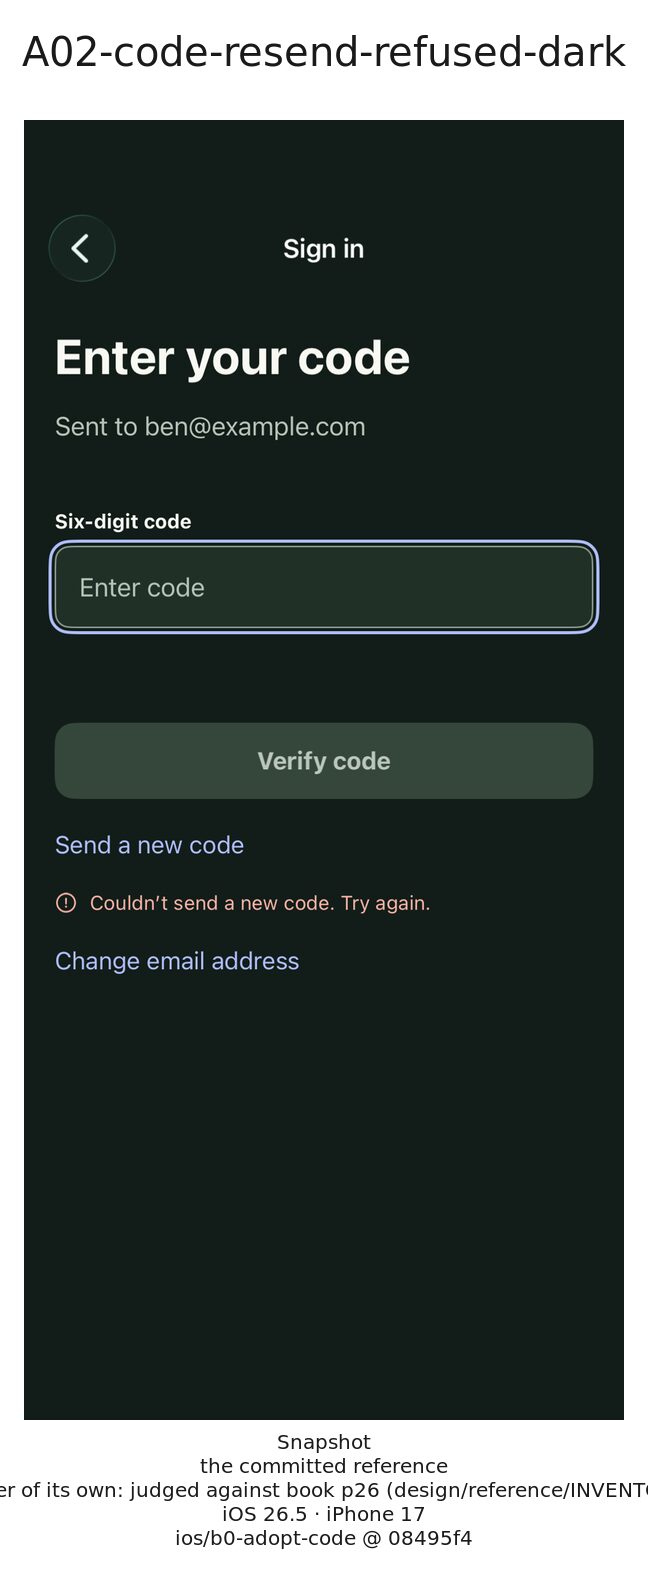 A02-code-resend-refused-dark
Sign in
Enter your code
Sent to ben@example.com
Six-digit code
Enter code
Verify code
Send a new code
Couldn’t send a new code. Try again.
Change email address
Snapshot
the committed reference
of its own: judged against book p26 (design/reference/
iOS 26.5 · iPhone 17
ios/b0-adopt-code @ 08495f4